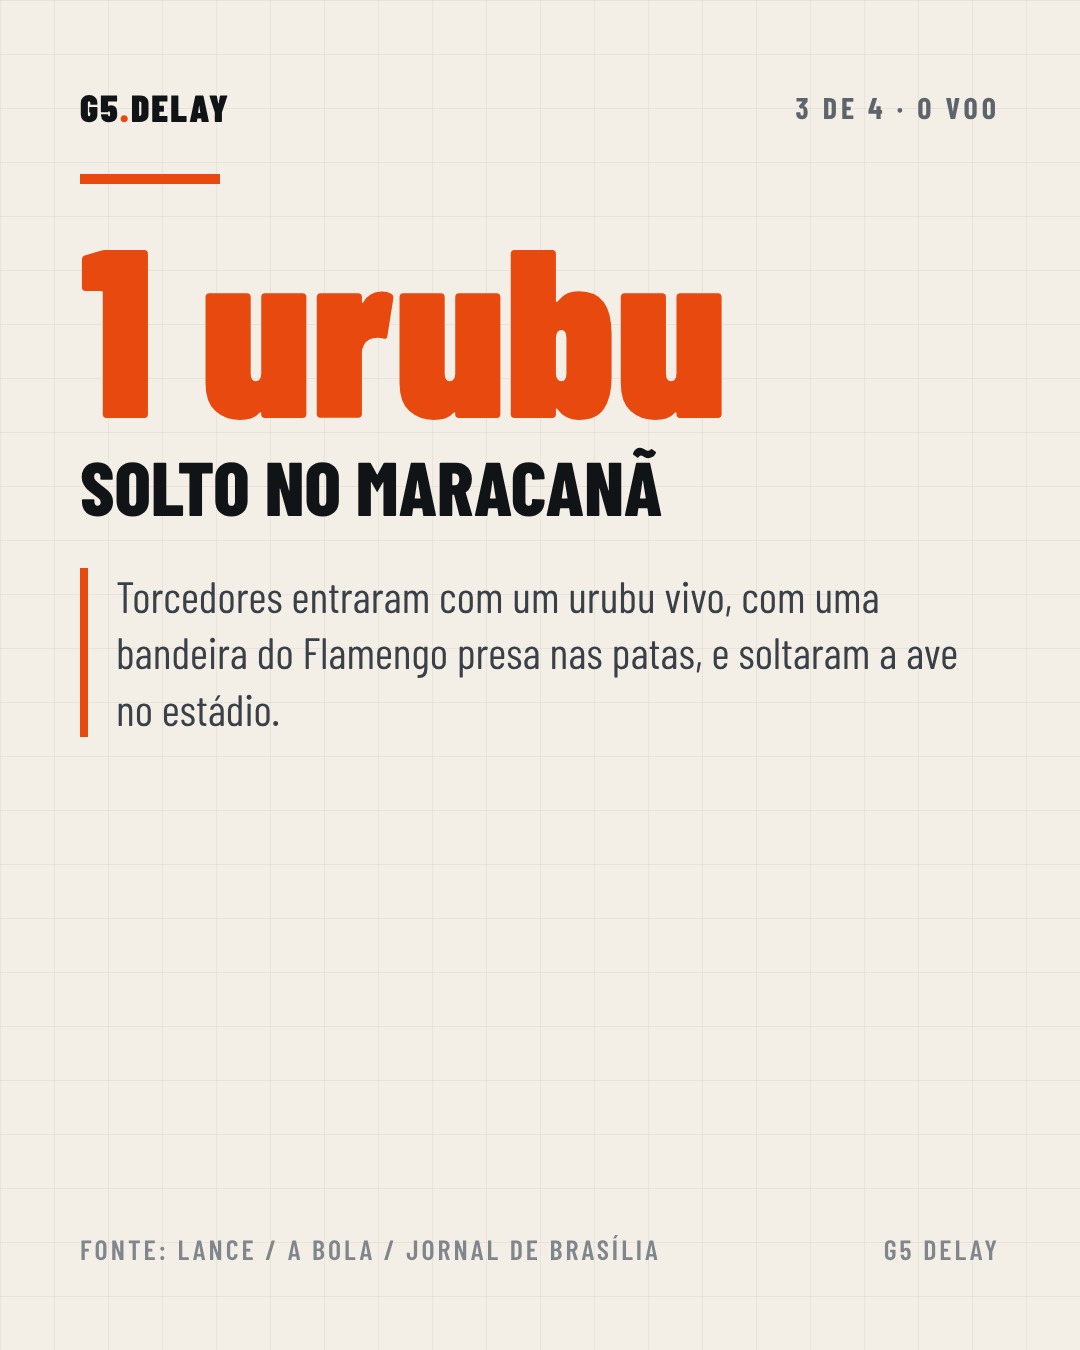 G5.DELAY
3 DE 4 · O VOO
1 urubu
SOLTO NO MARACANÃ
Torcedores entraram com um urubu vivo, com uma
bandeira do Flamengo presa nas patas, e soltaram a ave
no estádio.
FONTE: LANCE / A BOLA / JORNAL DE BRASÍLIA
G5 DELAY